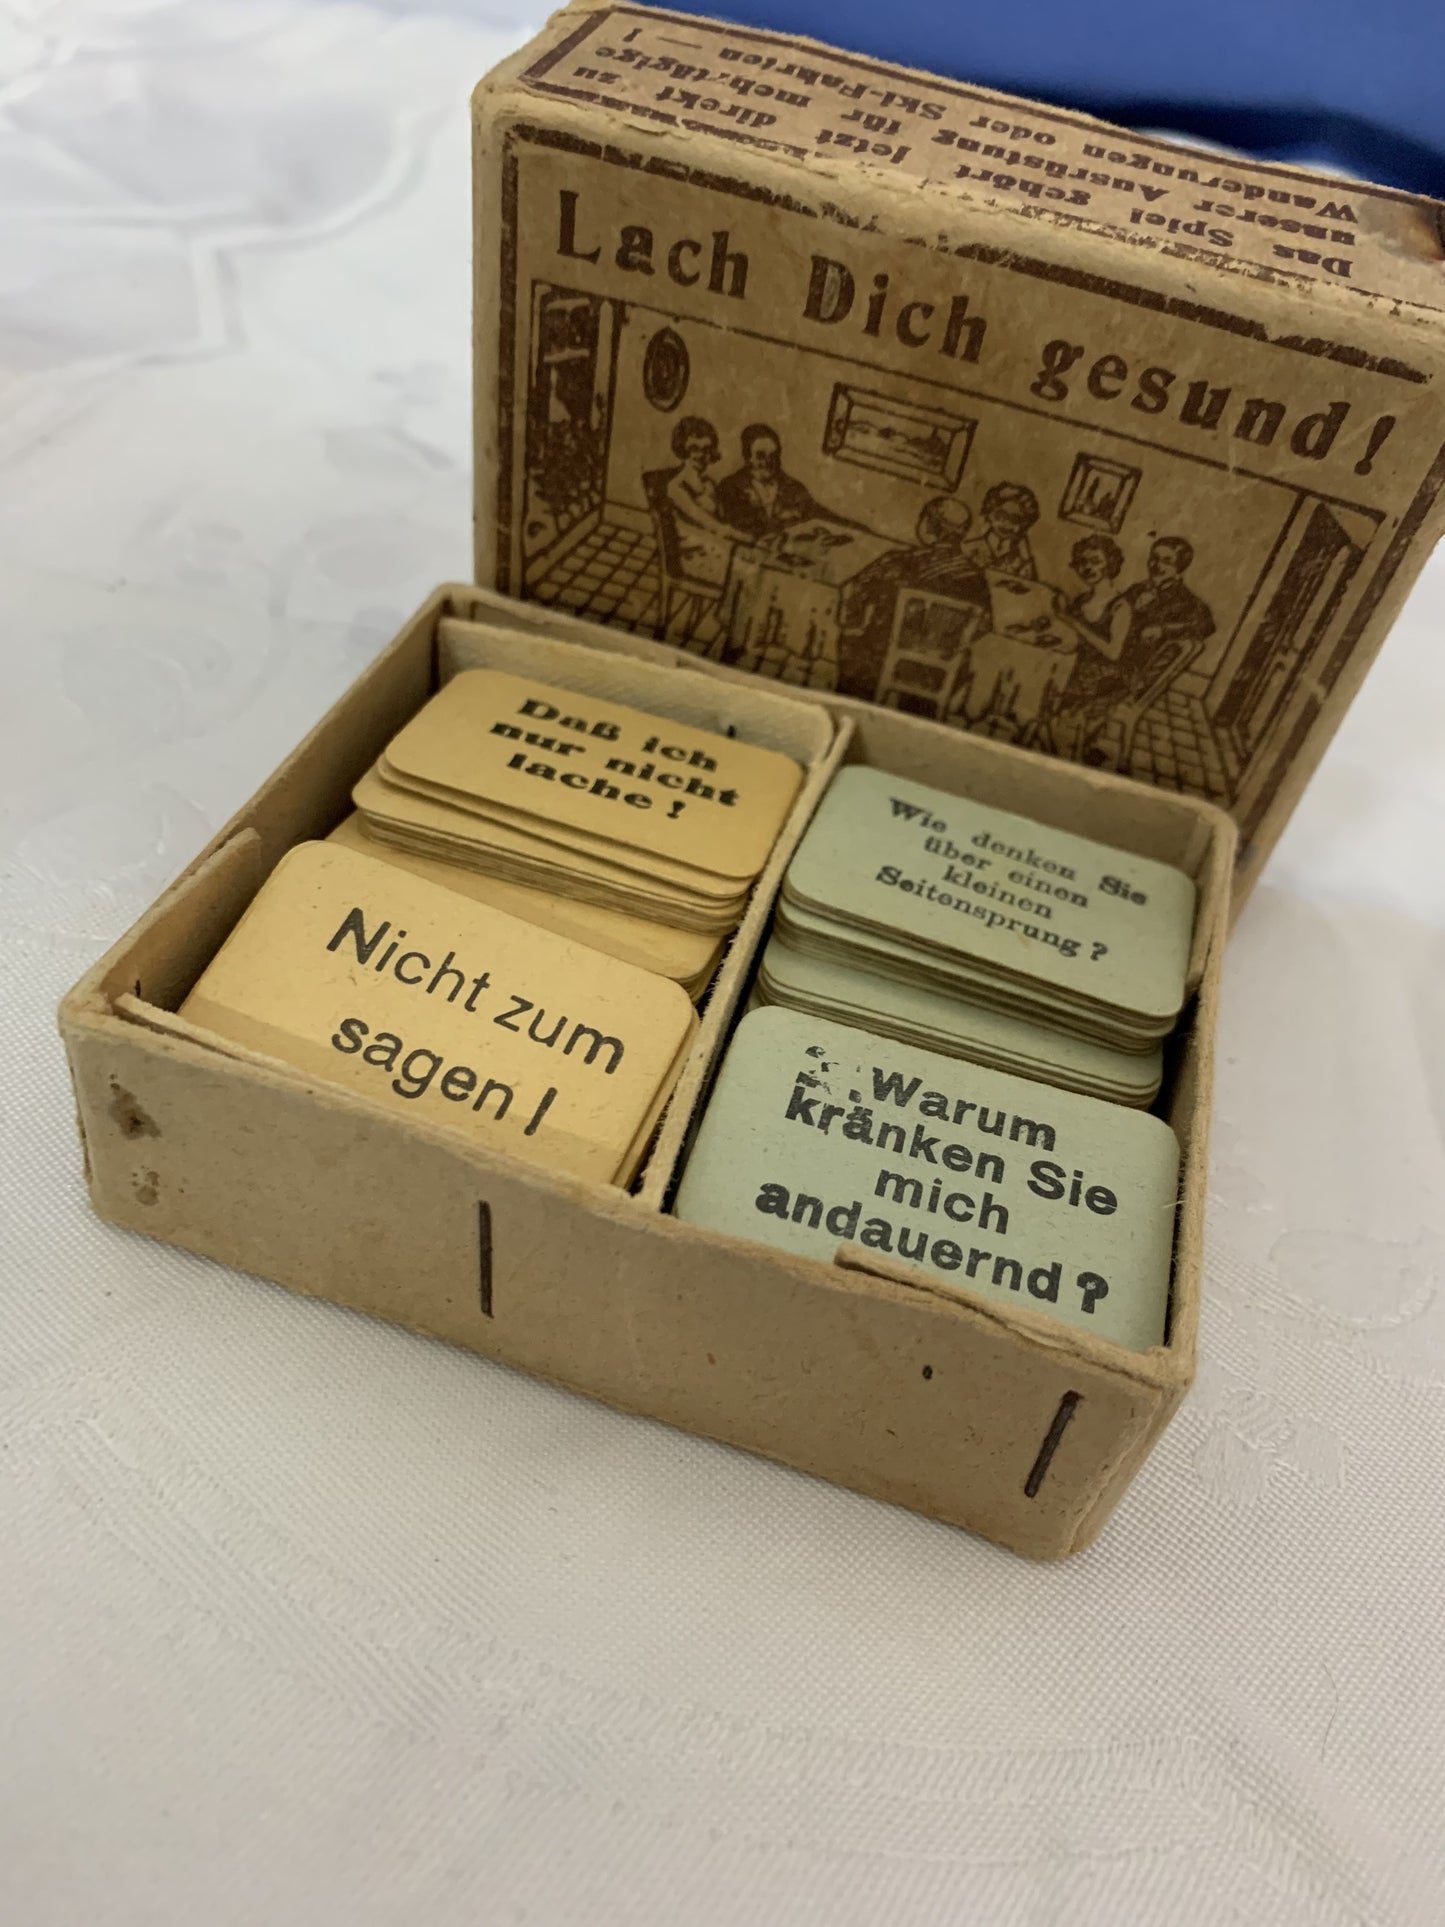 Das Spiel gehört jetzt direkt zu
unserer Ausrüstung für mehrtägige
Wanderungen oder Ski-Fahrten — !
Lach Dich gesund!
Daß ich
nur nicht
lache !
Nicht zum
sagen !
Wie denken Sie
über einen
kleinen
Seitensprung ?
Warum
kränken Sie
mich
andauernd ?